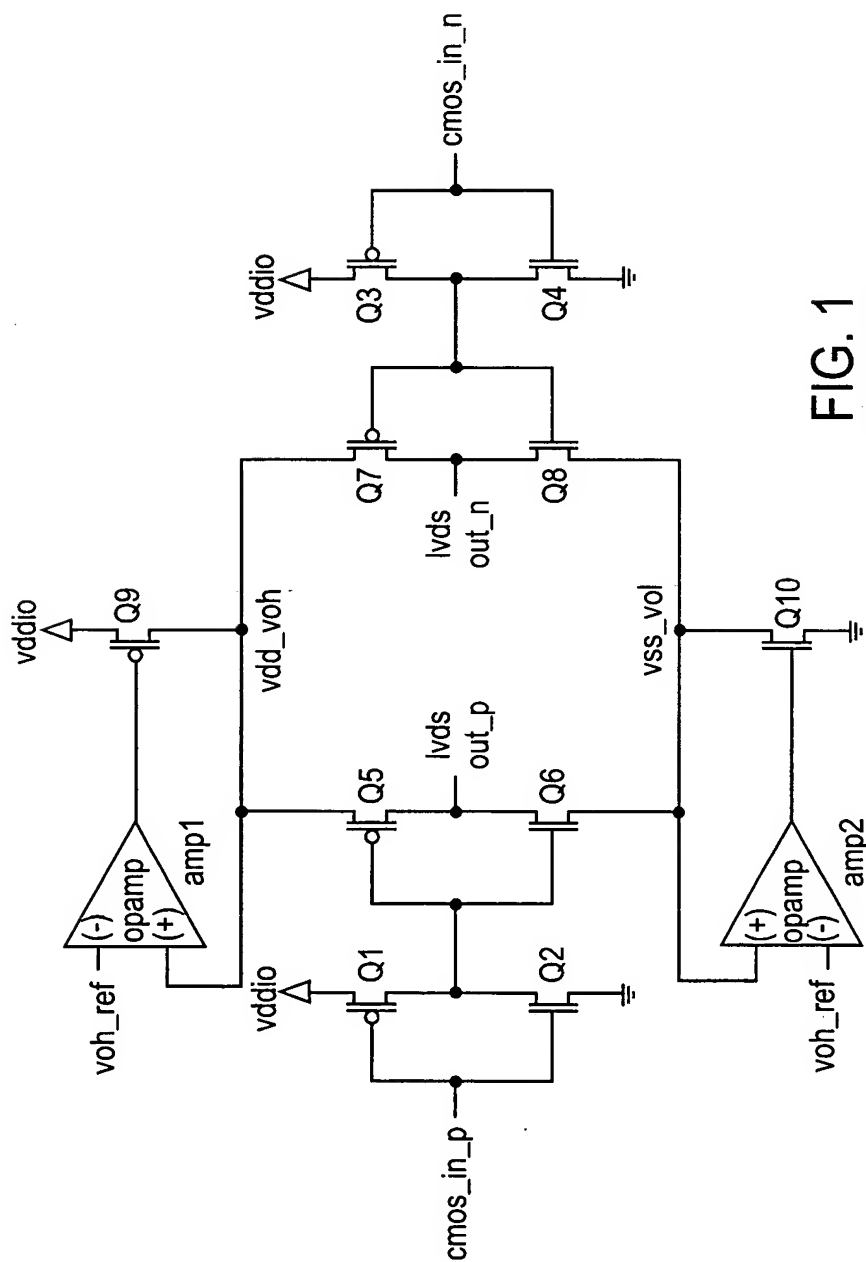 vddio
Q9
voh_ref
(-)
opamp
(+)
amp1
vdd_voh
vddio
Q1
Q2
cmos_in_p
Q5
Q6
lvds
out_p
Q7
Q8
lvds
out_n
vddio
Q3
Q4
cmos_in_n
vss_vol
Q10
(+)
opamp
(-)
amp2
voh_ref
FIG. 1